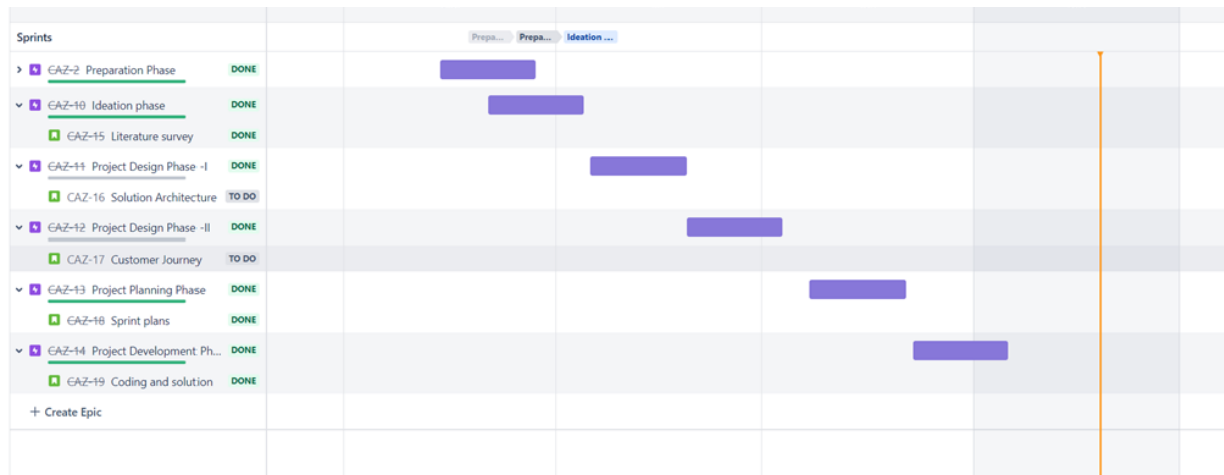 Sprints
Prepa... Prepa... Ideation ...
CAZ-2 Preparation Phase DONE
CAZ-10 Ideation phase DONE
CAZ-15 Literature survey DONE
CAZ-11 Project Design Phase -I DONE
CAZ-16 Solution Architecture TO DO
CAZ-12 Project Design Phase -II DONE
CAZ-17 Customer Journey TO DO
CAZ-13 Project Planning Phase DONE
CAZ-18 Sprint plans DONE
CAZ-14 Project Development Ph... DONE
CAZ-19 Coding and solution DONE
+ Create Epic